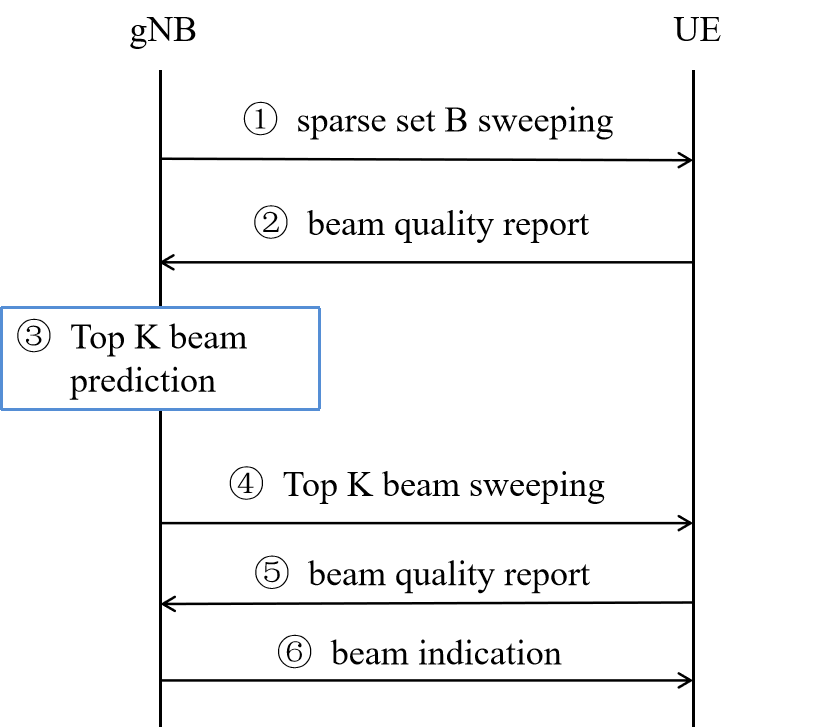 gNB UE
① sparse set B sweeping
② beam quality report
③ Top K beam
prediction
④ Top K beam sweeping
⑤ beam quality report
⑥ beam indication